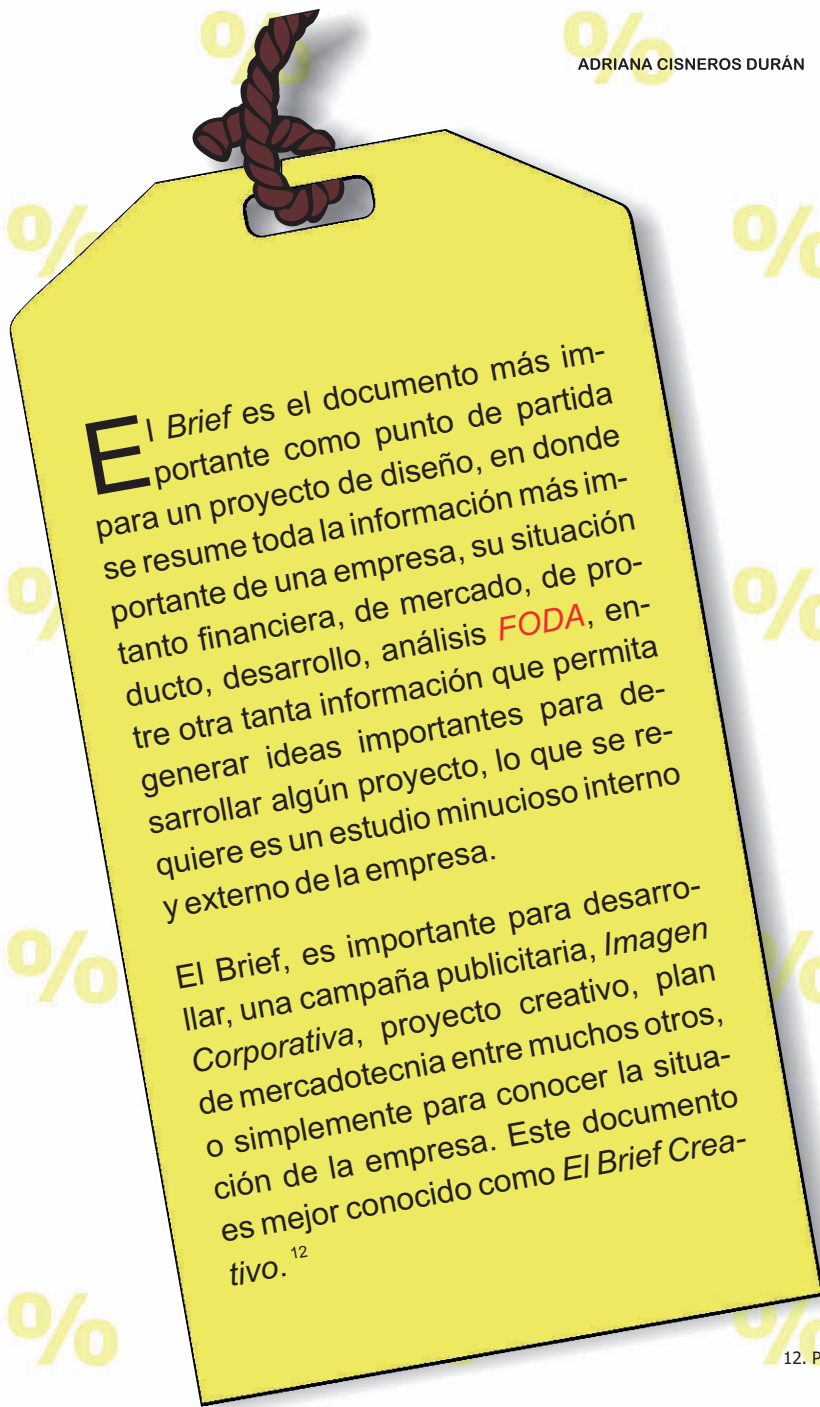 ADRIANA CISNEROS DURÁN
El Brief es el documento más im-
portante como punto de partida
para un proyecto de diseño, en donde
se resume toda la información más im-
portante de una empresa, su situación
tanto financiera, de mercado, de pro-
ducto, desarrollo, análisis FODA, en-
tre otra tanta información que permita
generar ideas importantes para de-
sarrollar algún proyecto, lo que se re-
quiere es un estudio minucioso interno
y externo de la empresa.
El Brief, es importante para desarro-
llar, una campaña publicitaria, Imagen
Corporativa, proyecto creativo, plan
de mercadotecnia entre muchos otros,
o simplemente para conocer la situa-
ción de la empresa. Este documento
es mejor conocido como El Brief Crea-
tivo. 12
12. P